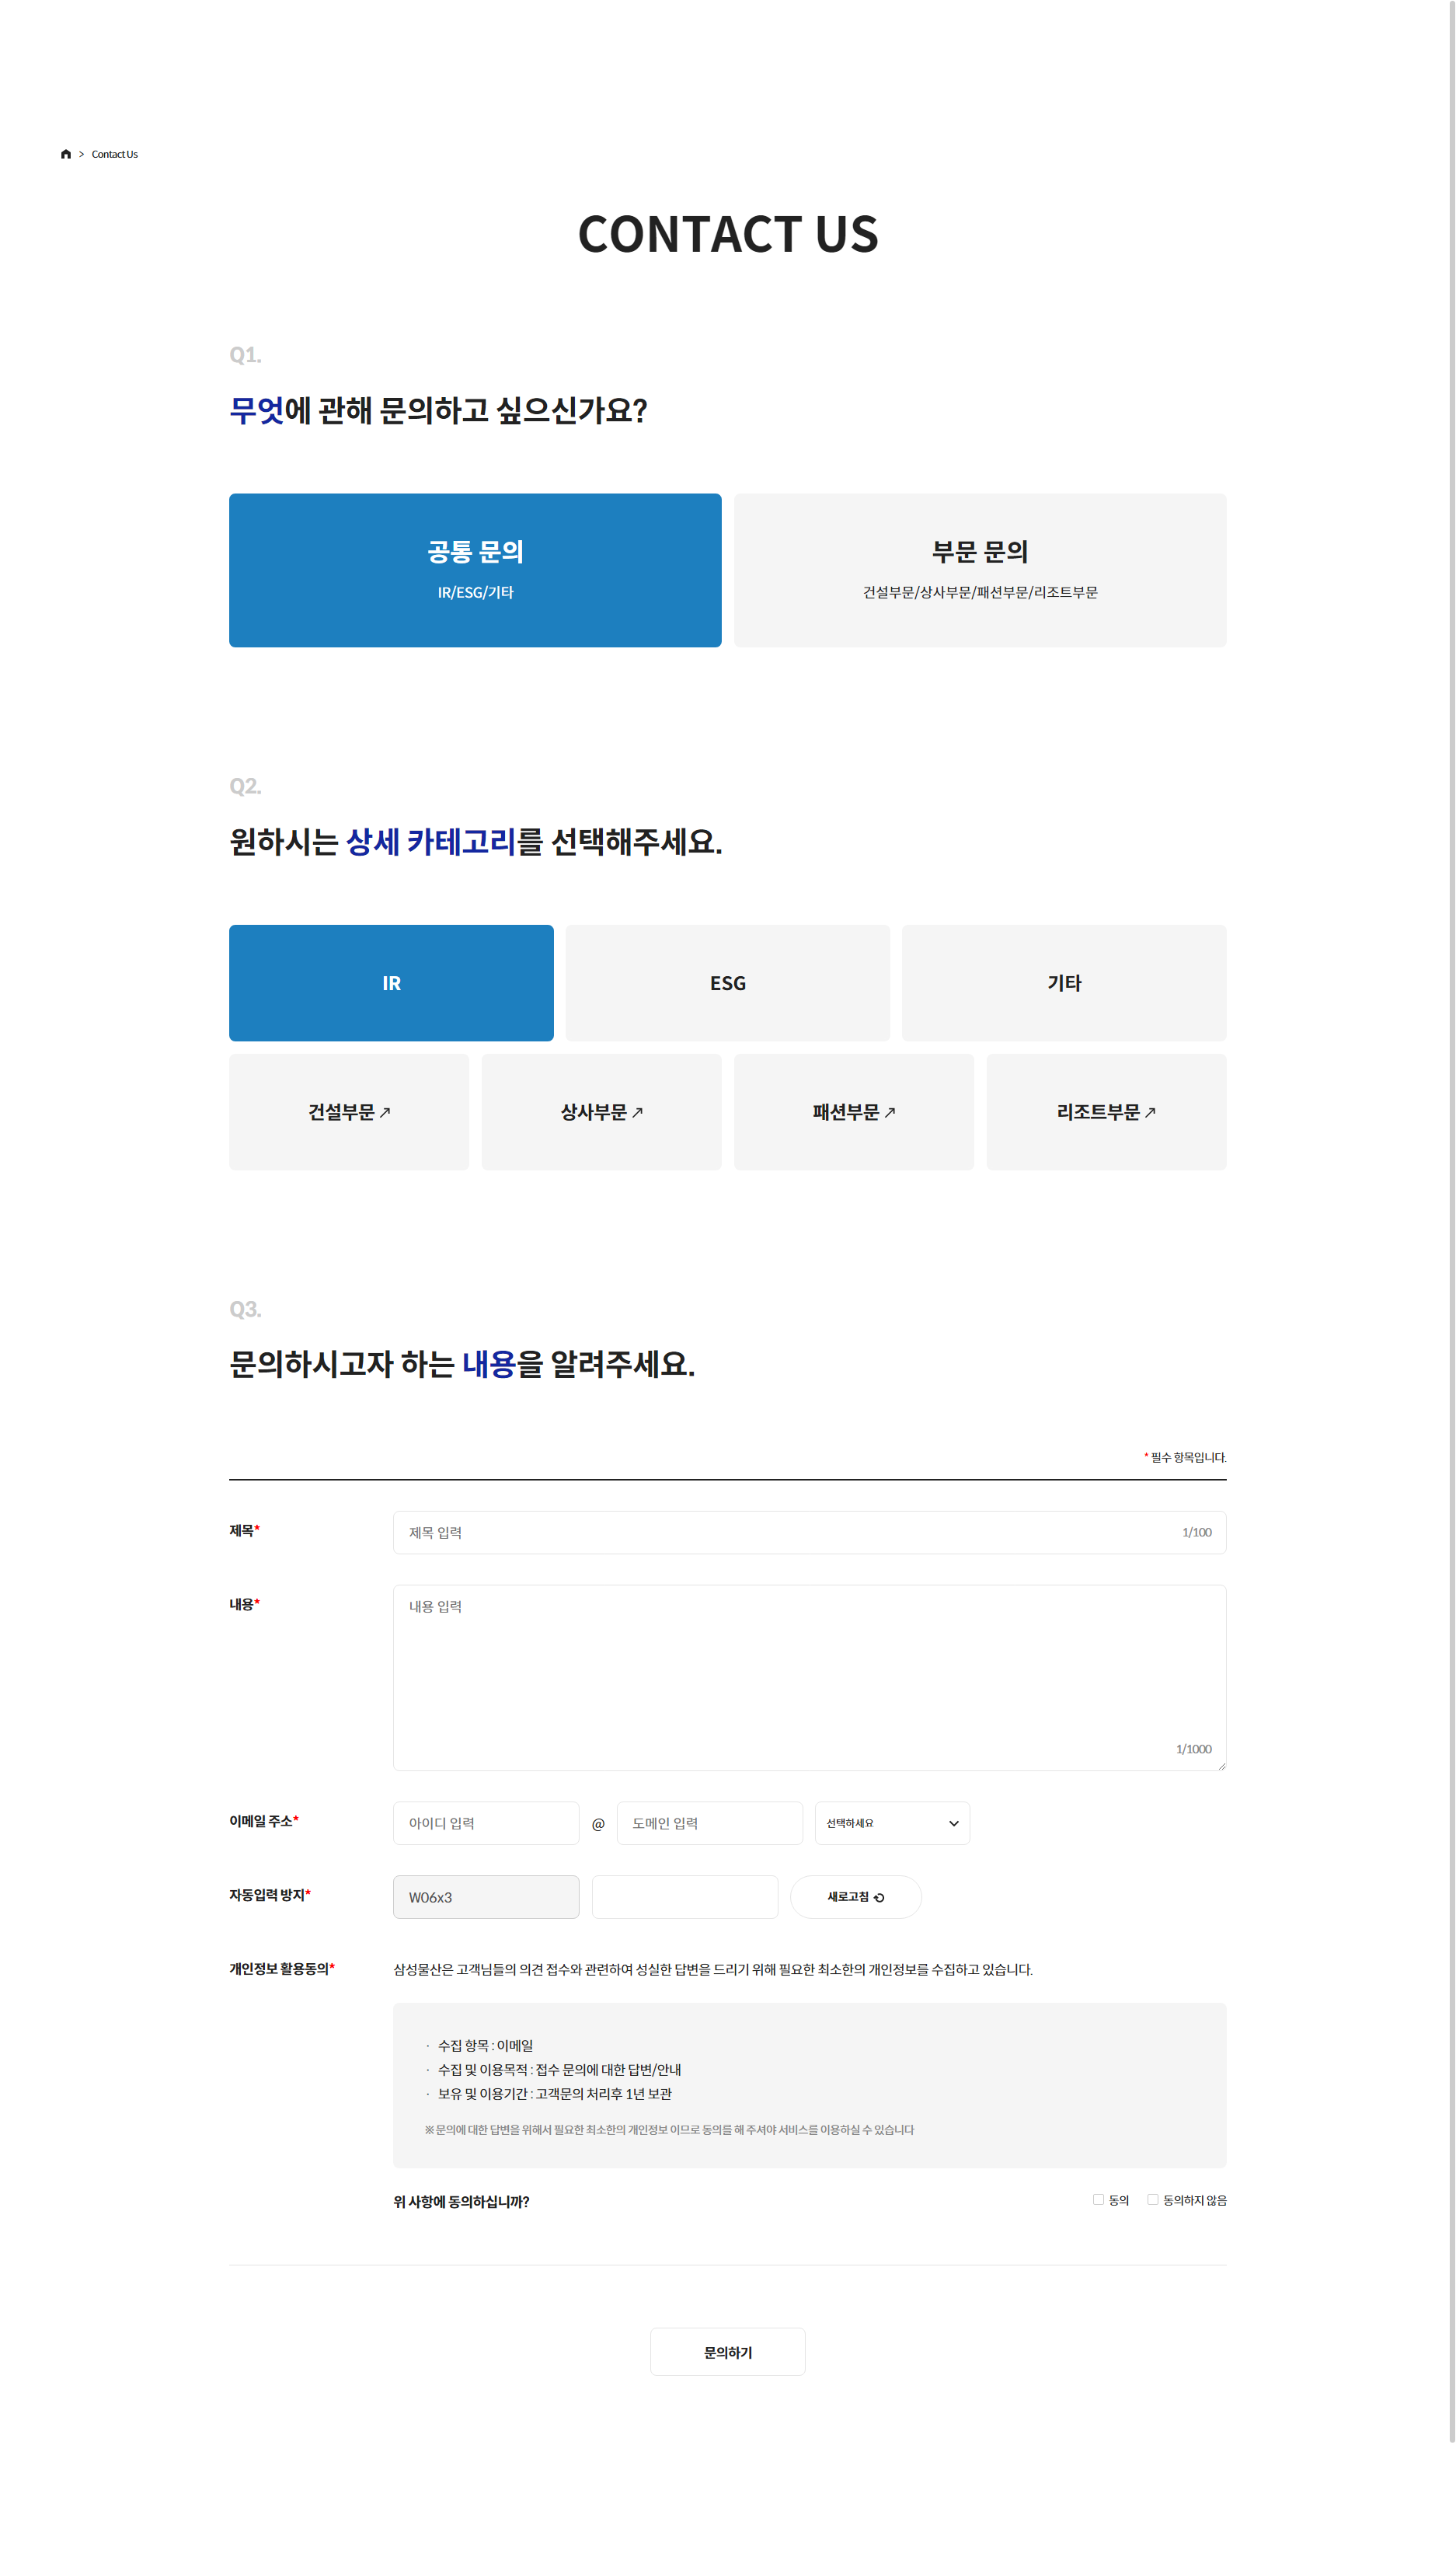 > Contact Us
CONTACT US
Q1.
무엇에 관해 문의하고 싶으신가요?
공통 문의
IR/ESG/기타
부문 문의
건설부문/상사부문/패션부문/리조트부문
Q2.
원하시는 상세 카테고리를 선택해주세요.
IR
ESG
기타
건설부문
상사부문
패션부문
리조트부문
Q3.
문의하시고자 하는 내용을 알려주세요.
* 필수 항목입니다.
제목*
제목 입력
1/100
내용*
내용 입력
1/1000
이메일 주소*
아이디 입력
@
도메인 입력
선택하세요
자동입력 방지*
W06x3
새로고침
개인정보 활용동의*
삼성물산은 고객님들의 의견 접수와 관련하여 성실한 답변을 드리기 위해 필요한 최소한의 개인정보를 수집하고 있습니다.
· 수집 항목 : 이메일
· 수집 및 이용목적 : 접수 문의에 대한 답변/안내
· 보유 및 이용기간 : 고객문의 처리후 1년 보관
※ 문의에 대한 답변을 위해서 필요한 최소한의 개인정보 이므로 동의를 해 주셔야 서비스를 이용하실 수 있습니다
위 사항에 동의하십니까?
동의
동의하지 않음
문의하기